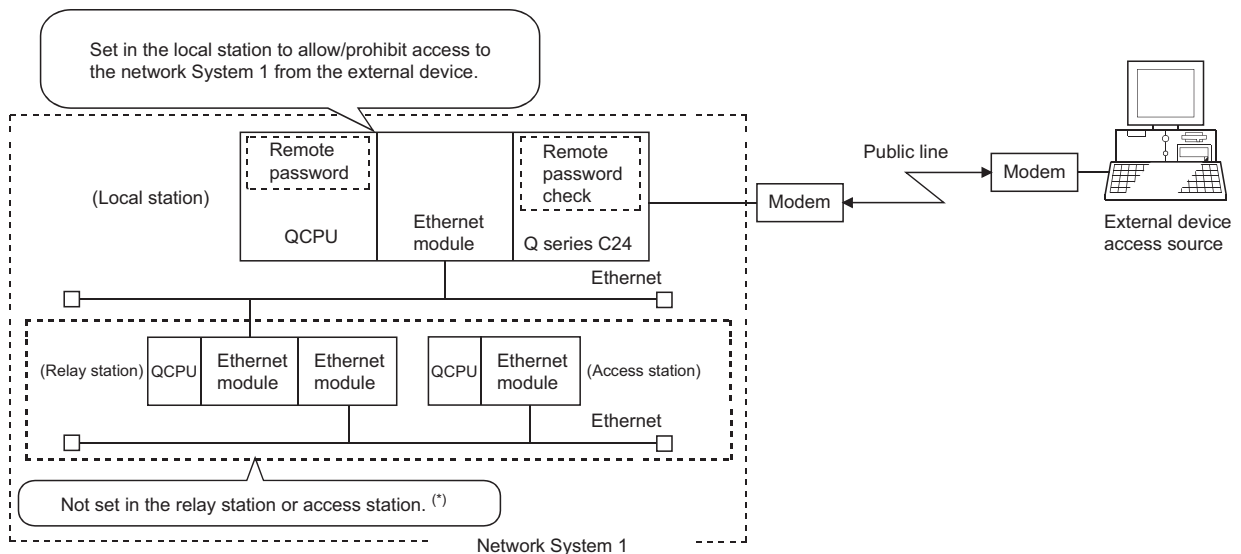 Set in the local station to allow/prohibit access to
the network System 1 from the external device.
Remote
password
Remote
password
check
(Local station)
QCPU
Ethernet
module
Q series C24
Modem
Public line
Modem
External device
access source
Ethernet
(Relay station)
QCPU
Ethernet
module
Ethernet
module
QCPU
Ethernet
module
(Access station)
Ethernet
Not set in the relay station or access station. (*)
Network System 1